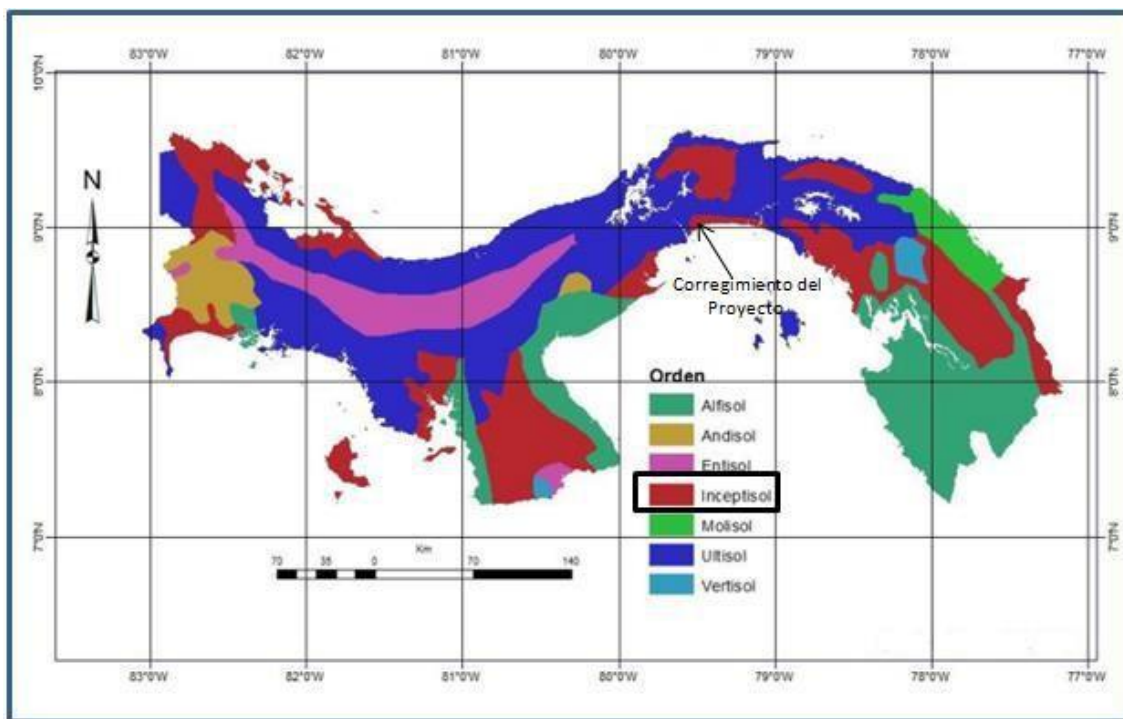 83°0'W 82°0'W 81°0'W 80°0'W 79°0'W 78°0'W 77°0'W
10°0'N
N
9°0'N 9°0'N
Corregimiento del
Proyecto
8°0'N 8°0'N
Orden
Alfisol
Andisol
Entisol
Inceptisol
Molisol
Ultisol
Vertisol
7°0'N 7°0'N
Km
70 35 0 70 140
83°0'W 82°0'W 81°0'W 80°0'W 79°0'W 78°0'W 77°0'W